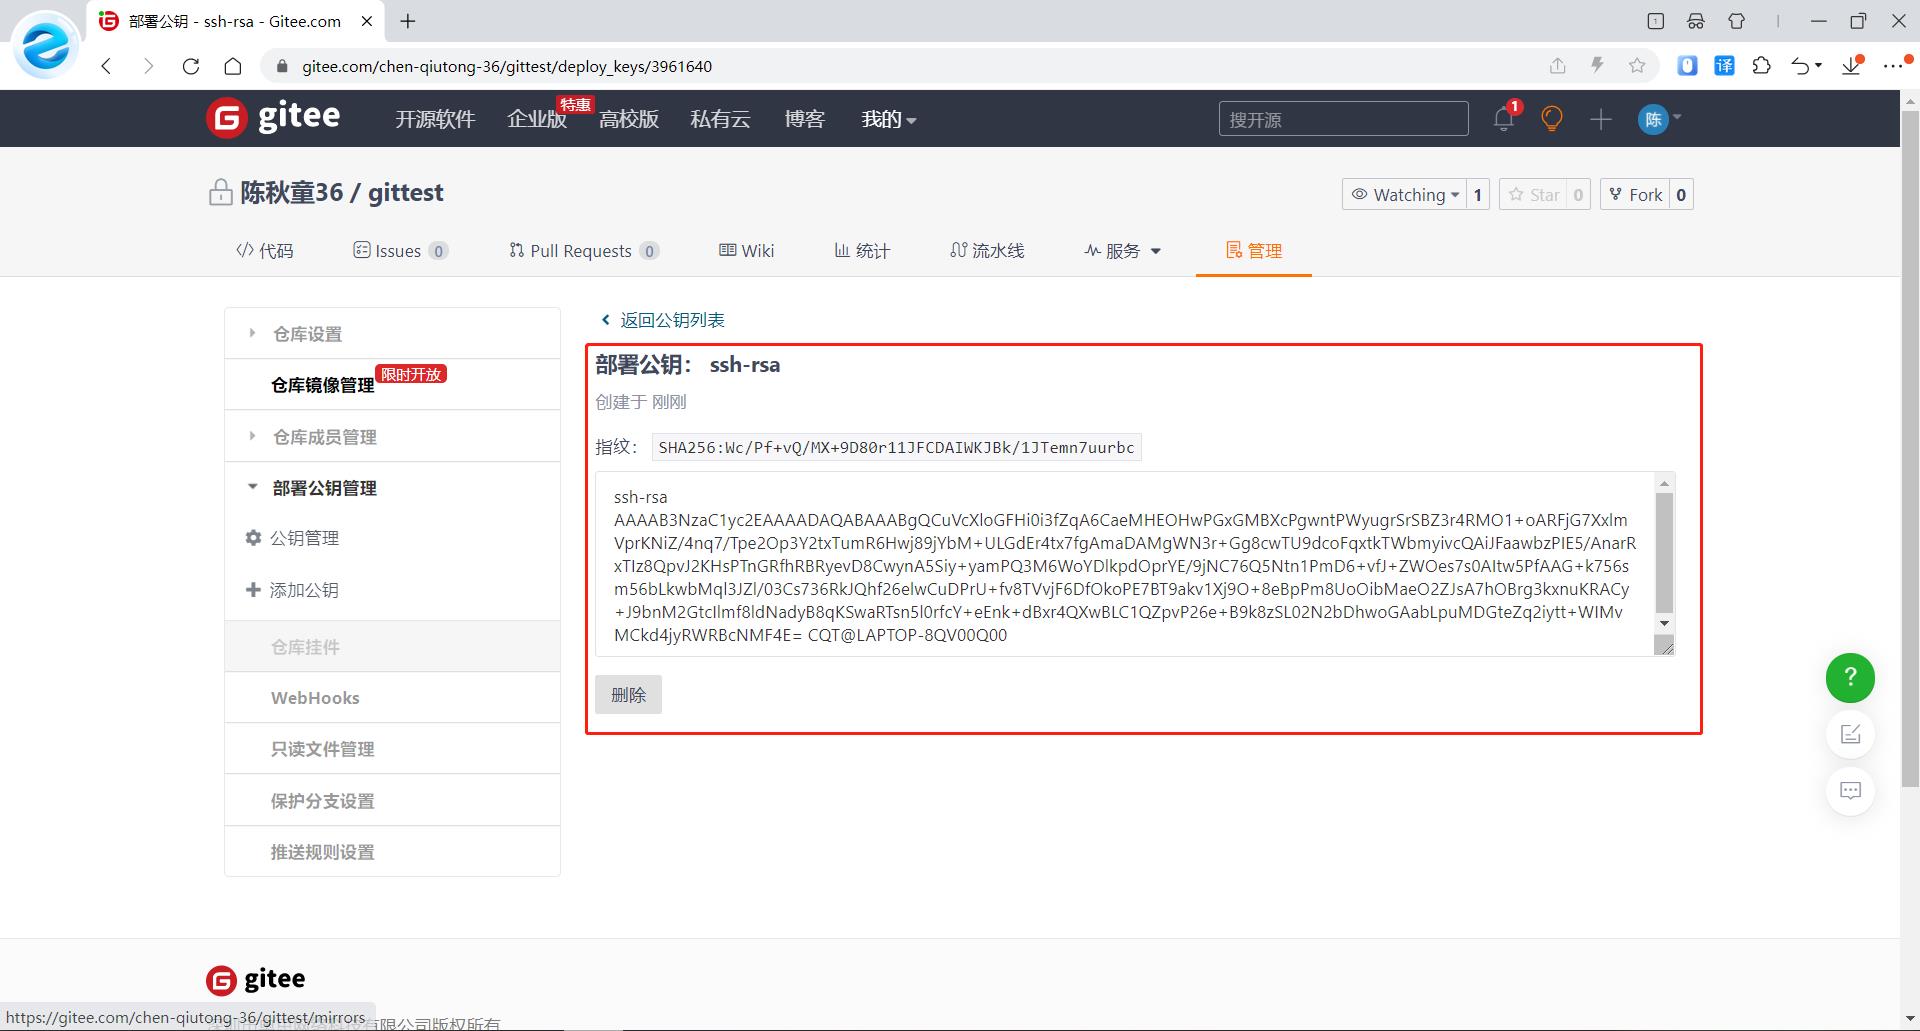 部署公钥 - ssh-rsa - Gitee.com
gitee.com/chen-qiutong-36/gittest/deploy_keys/3961640
译
gitee
开源软件
企业版
特惠
高校版
私有云
博客
我的
搜开源
1
陈
陈秋童36 / gittest
Watching 1
Star 0
Fork 0
代码
Issues 0
Pull Requests 0
Wiki
统计
流水线
服务
管理
仓库设置
仓库镜像管理
限时开放
仓库成员管理
部署公钥管理
公钥管理
添加公钥
仓库挂件
WebHooks
只读文件管理
保护分支设置
推送规则设置
返回公钥列表
部署公钥： ssh-rsa
创建于 刚刚
指纹： SHA256:Wc/Pf+vQ/MX+9D80r11JFCDAIWKJBk/1JTemn7uurbc
ssh-rsa
AAAAB3NzaC1yc2EAAAADAQABAAABgQCuVcXloGFHi0i3fZqA6CaeMHEOHwPGxGMBXcPgwntPWyugrSrSBZ3r4RMO1+oARFjG7Xxlm
VprKNiZ/4nq7/Tpe2Op3Y2txTumR6Hwj89jYbM+ULGdEr4tx7fgAmaDAMgWN3r+Gg8cwTU9dcoFqxtkTWbmyivcQAiJFaawbzPIE5/AnarR
xTIz8QpvJ2KHsPTnGRfhRBRyevD8CwynA5Siy+yamPQ3M6WoYDlkpdOprYE/9jNC76Q5Ntn1PmD6+vfJ+ZWOes7s0AItw5PfAAG+k756s
m56bLkwbMql3JZl/03Cs736RkJQhf26elwCuDPrU+fv8TVvjF6DfOkoPE7BT9akv1Xj9O+8eBpPm8UoOibMaeO2ZJsA7hOBrg3kxnuKRACy
+J9bnM2GtcIlmf8ldNadyB8qKSwaRTsn5l0rfcY+eEnk+dBxr4QXwBLC1QZpvP26e+B9k8zSL02N2bDhwoGAabLpuMDGteZq2iytt+WIMv
MCkd4jyRWRBcNMF4E= CQT@LAPTOP-8QV00Q00
删除
?
gitee
https://gitee.com/chen-qiutong-36/gittest/mirrors
有限公司版权所有